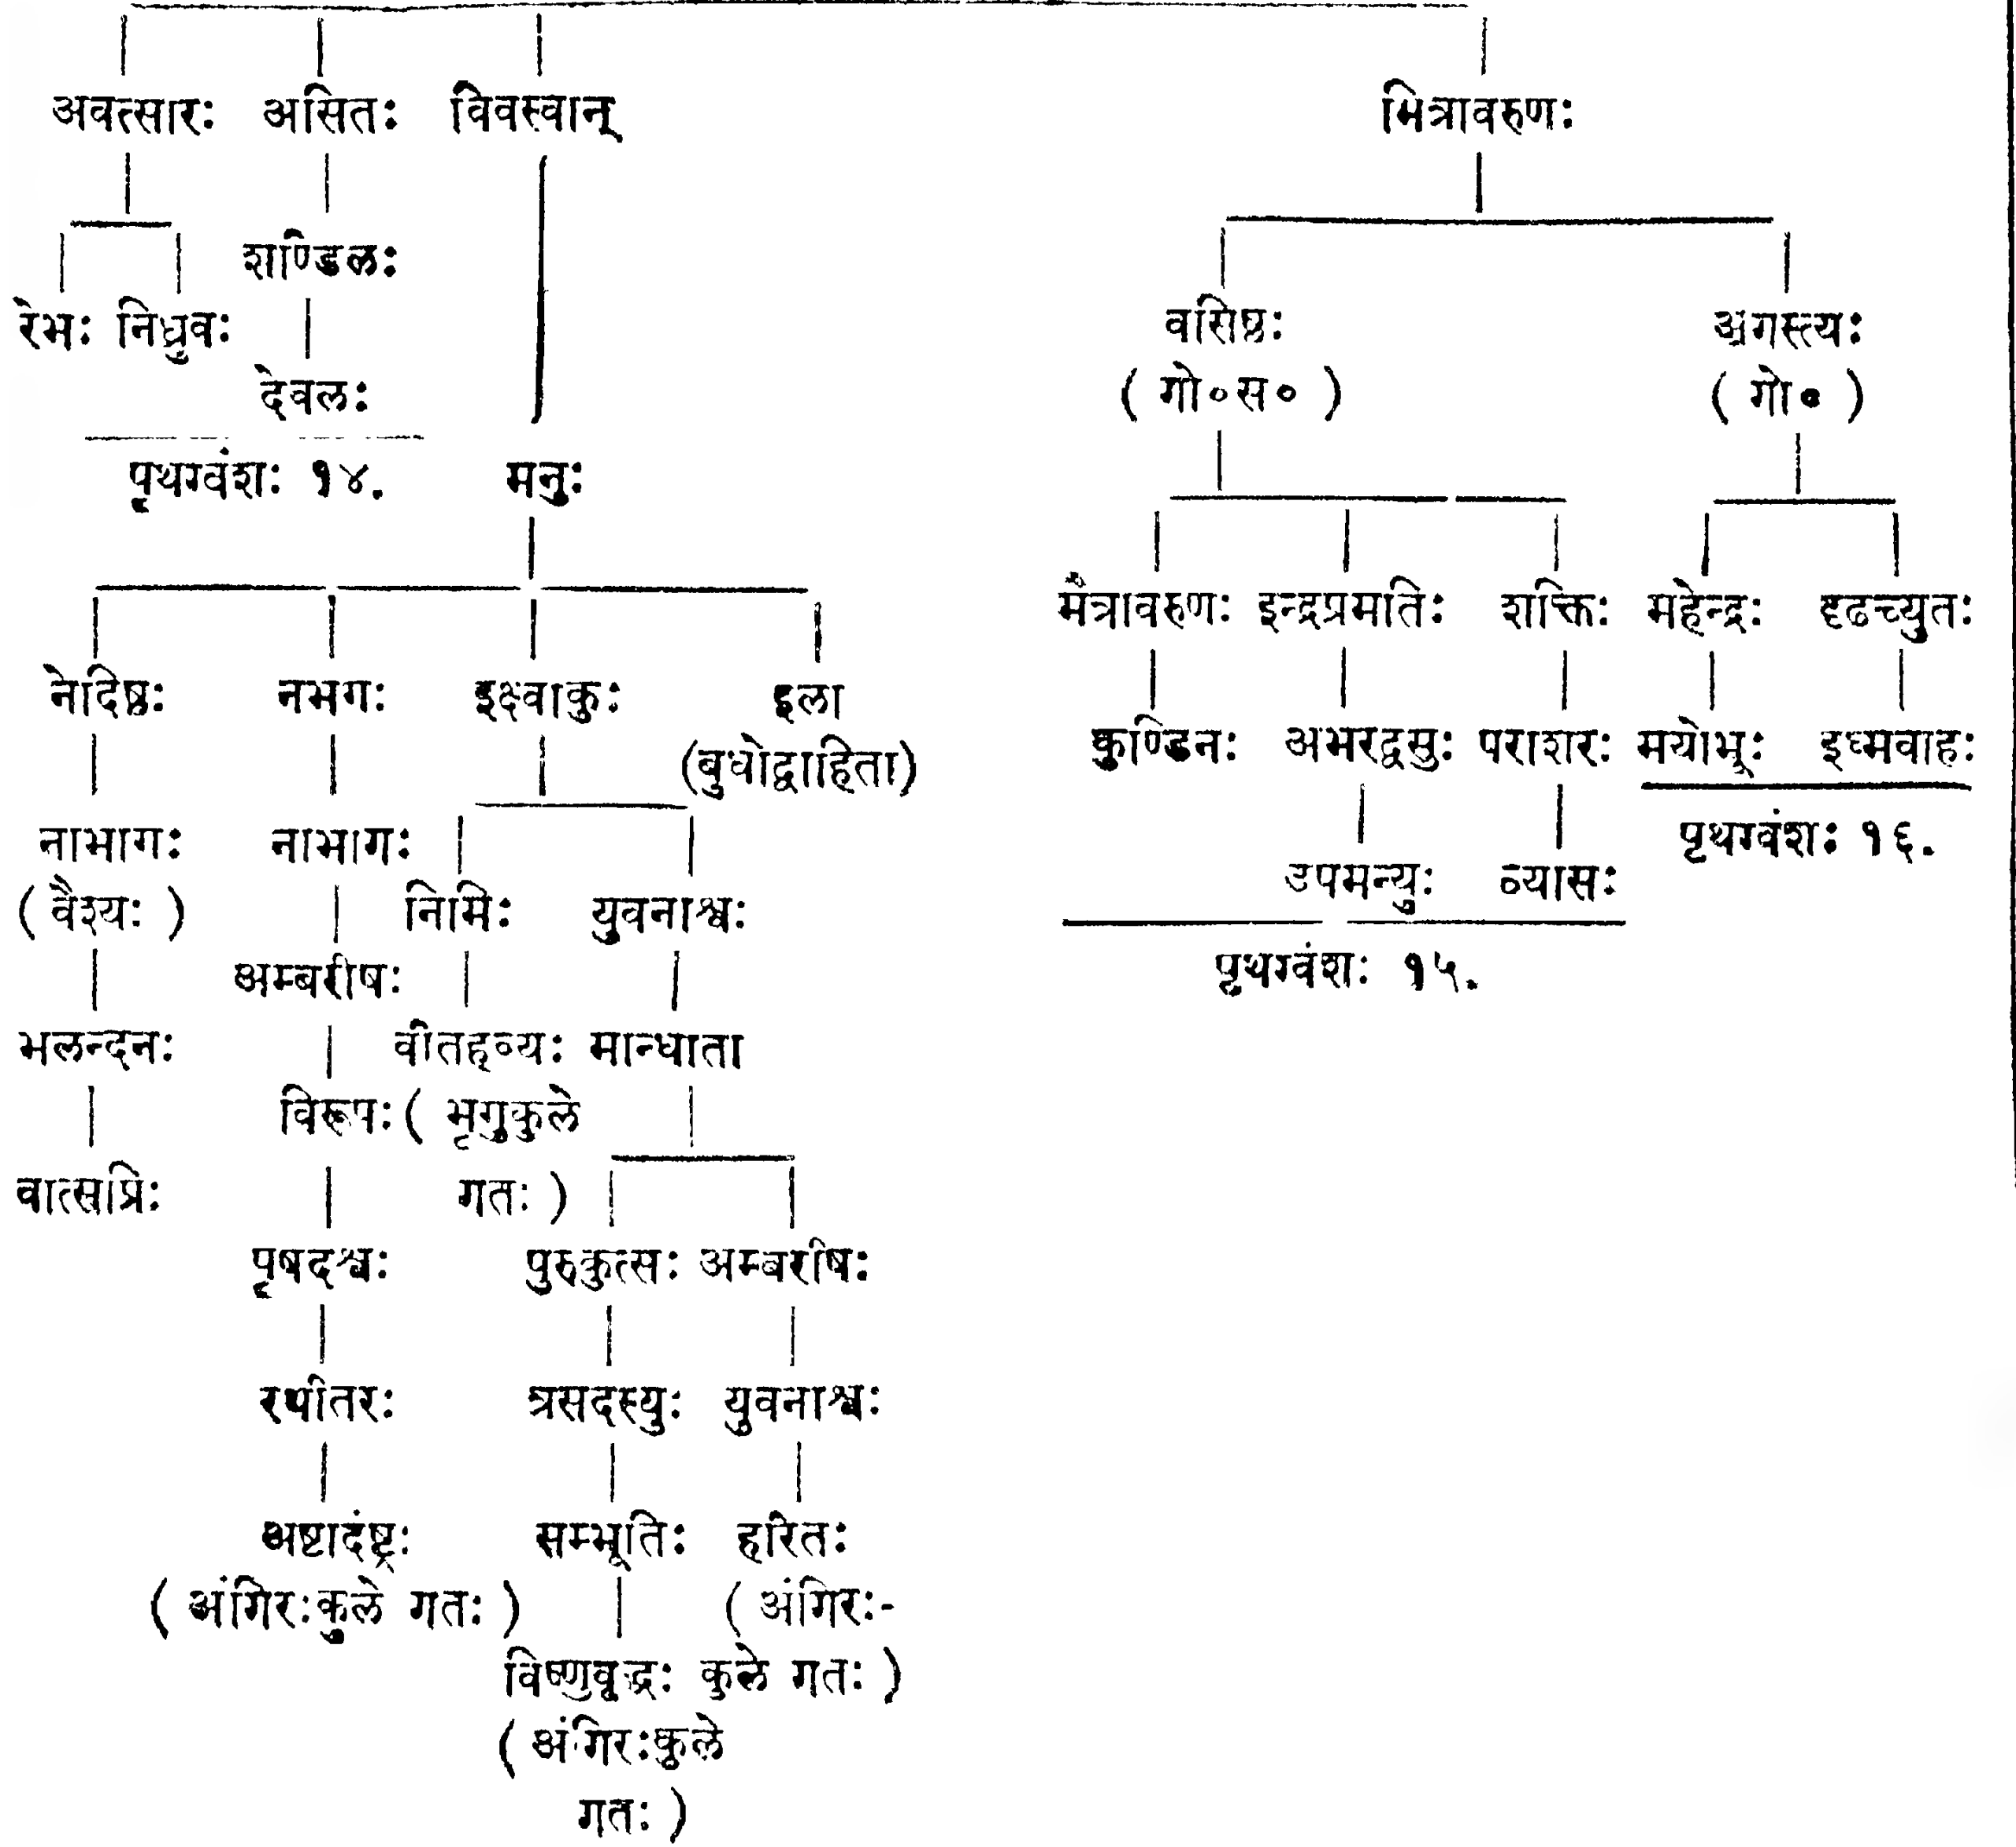 अवत्सारः असितः विवस्वान् मित्रावरुणः
शण्डिलः
रेभः निध्रुवः वसिष्ठः अगस्त्यः
देवलः ( गो०स० ) ( गो० )
पृथग्वंशः १४. मनुः
मैत्रावरुणः इन्द्रप्रमतिः शक्तिः महेन्द्रः दृढच्युतः
नेदिष्ठः नभगः इक्ष्वाकुः इला
कुण्डिनः अभरद्वसुः पराशरः मयोभूः इध्मवाहः
(बुधोद्वाहिता)
नाभागः नाभागः पृथग्वंशः १६.
उपमन्युः व्यासः
( वैश्यः ) निमिः युवनाश्वः
अम्बरीषः पृथग्वंशः १५.
भलन्दनः वीतहव्यः मान्धाता
विरूपः ( भृगुकुले
वात्सप्रिः गतः )
पृषदश्वः पुरुकुत्सः अम्बरीषः
रथीतरः त्रसदस्युः युवनाश्वः
अष्टादंष्ट्रः सम्भूतिः हरितः
( अंगिरःकुले गतः ) ( अंगिरः-
विष्णुवृद्धः कुले गतः )
( अंगिरःकुले
गतः )